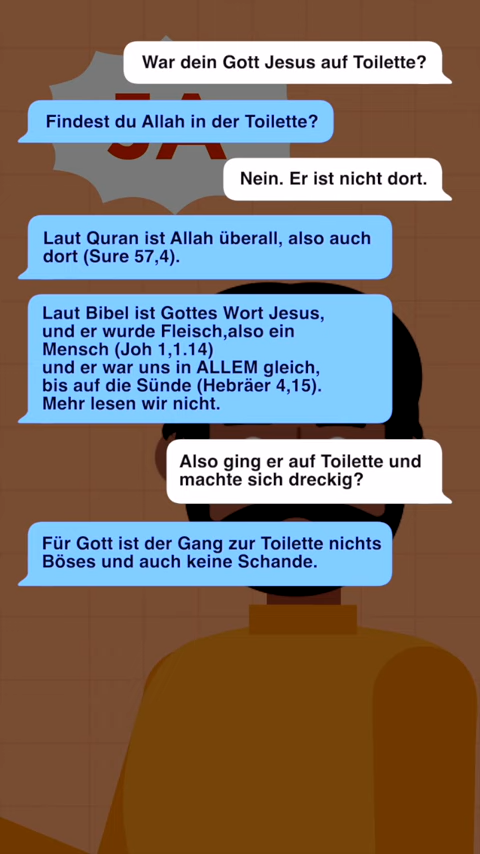 JA
War dein Gott Jesus auf Toilette?
Findest du Allah in der Toilette?
Nein. Er ist nicht dort.
Laut Quran ist Allah überall, also auch
dort (Sure 57,4).
Laut Bibel ist Gottes Wort Jesus,
und er wurde Fleisch,also ein
Mensch (Joh 1,1.14)
und er war uns in ALLEM gleich,
bis auf die Sünde (Hebräer 4,15).
Mehr lesen wir nicht.
Also ging er auf Toilette und
machte sich dreckig?
Für Gott ist der Gang zur Toilette nichts
Böses und auch keine Schande.